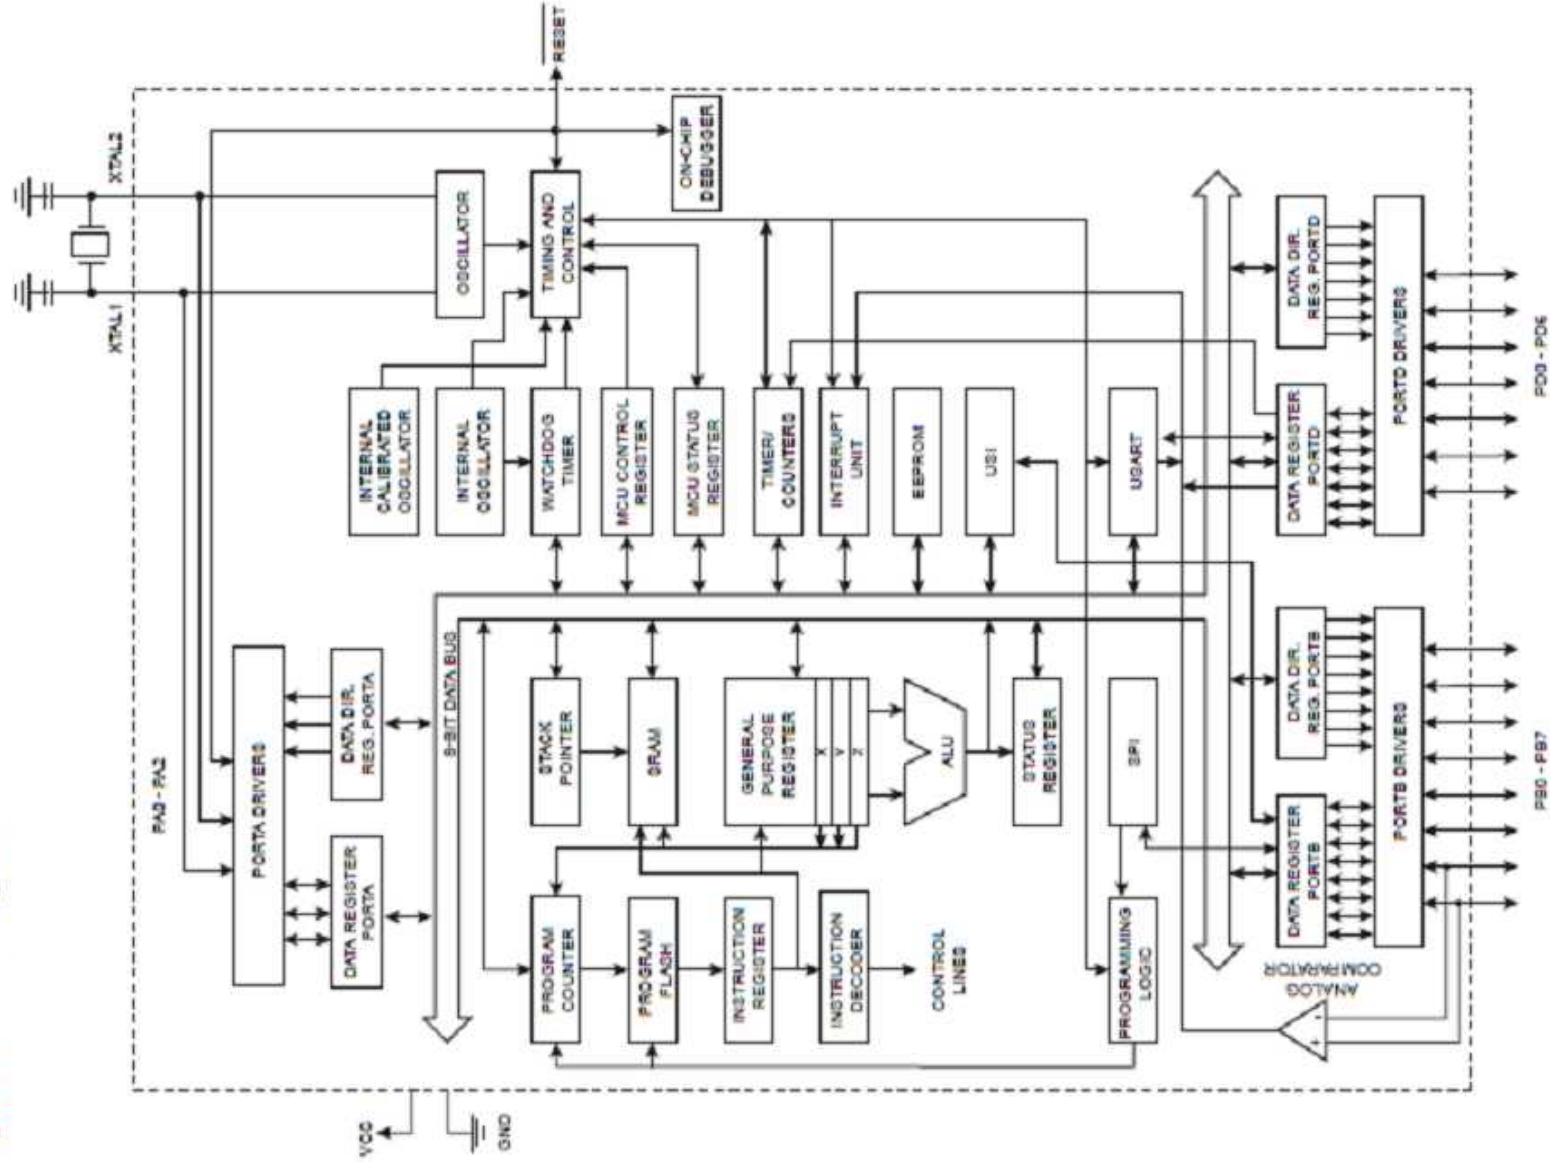 XTAL1
XTAL2
PA0 - PA2
VCC
PORTA DRIVERS
DATA REGISTER
PORTA
DATA DIR.
REG. PORTA
GND
INTERNAL
CALIBRATED
OSCILLATOR
8-BIT DATA BUS
INTERNAL
OSCILLATOR
OSCILLATOR
PROGRAM
COUNTER
STACK
POINTER
WATCHDOG
TIMER
TIMING AND
CONTROL
RESET
PROGRAM
FLASH
SRAM
MCU CONTROL
REGISTER
ON-CHIP
DEBUGGER
MCU STATUS
REGISTER
INSTRUCTION
REGISTER
GENERAL
PURPOSE
REGISTER
X
Y
Z
TIMER/
COUNTERS
INSTRUCTION
DECODER
INTERRUPT
UNIT
CONTROL
LINES
ALU
EEPROM
STATUS
REGISTER
USI
PROGRAMMING
LOGIC
SPI
USART
ANALOG
COMPARATOR
DATA REGISTER
PORTB
DATA DIR.
REG. PORTB
DATA REGISTER
PORTD
DATA DIR.
REG. PORTD
+
-
PORTB DRIVERS
PORTD DRIVERS
PB0 - PB7
PD0 - PD6